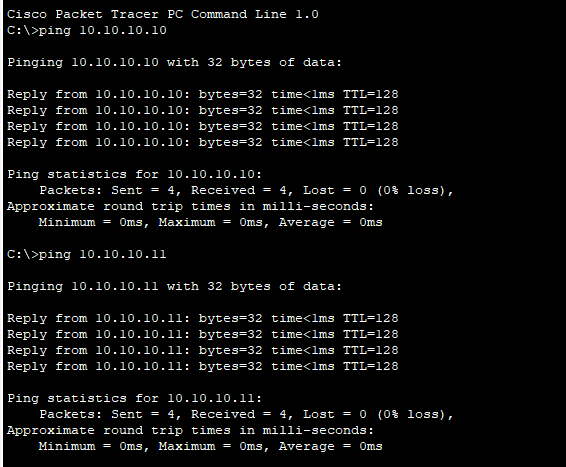 Cisco Packet Tracer PC Command Line 1.0
C:\>ping 10.10.10.10
Pinging 10.10.10.10 with 32 bytes of data:
Reply from 10.10.10.10: bytes=32 time<1ms TTL=128
Reply from 10.10.10.10: bytes=32 time<1ms TTL=128
Reply from 10.10.10.10: bytes=32 time<1ms TTL=128
Reply from 10.10.10.10: bytes=32 time<1ms TTL=128
Ping statistics for 10.10.10.10:
    Packets: Sent = 4, Received = 4, Lost = 0 (0% loss),
Approximate round trip times in milli-seconds:
    Minimum = 0ms, Maximum = 0ms, Average = 0ms
C:\>ping 10.10.10.11
Pinging 10.10.10.11 with 32 bytes of data:
Reply from 10.10.10.11: bytes=32 time<1ms TTL=128
Reply from 10.10.10.11: bytes=32 time<1ms TTL=128
Reply from 10.10.10.11: bytes=32 time<1ms TTL=128
Reply from 10.10.10.11: bytes=32 time<1ms TTL=128
Ping statistics for 10.10.10.11:
    Packets: Sent = 4, Received = 4, Lost = 0 (0% loss),
Approximate round trip times in milli-seconds:
    Minimum = 0ms, Maximum = 0ms, Average = 0ms